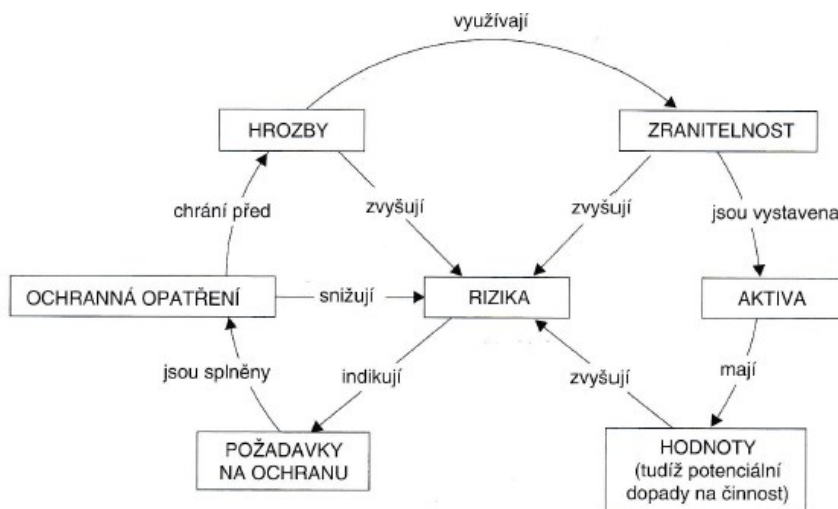 využívají
HROZBY
ZRANITELNOST
chrání před
zvyšují
zvyšují
jsou vystavena
OCHRANNÁ OPATŘENÍ
snižují
RIZIKA
AKTIVA
jsou splněny
indikují
zvyšují
mají
POŽADAVKY
NA OCHRANU
HODNOTY
(tudíž potenciální
dopady na činnost)